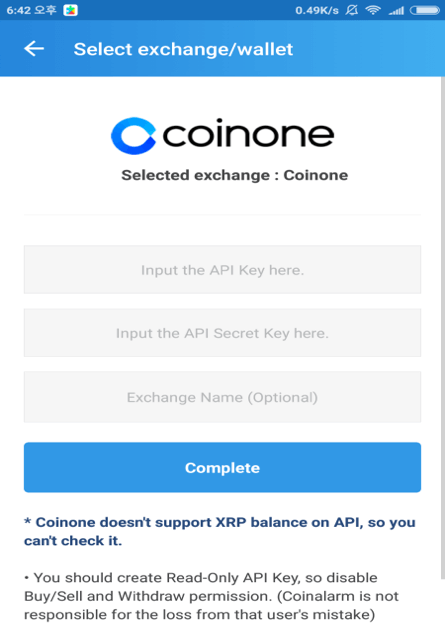 6:42 오후 0.49K/s
Select exchange/wallet
coinone
Selected exchange : Coinone
Input the API Key here.
Input the API Secret Key here.
Exchange Name (Optional)
Complete
* Coinone doesn't support XRP balance on API, so you
can't check it.
• You should create Read-Only API Key, so disable
Buy/Sell and Withdraw permission. (Coinalarm is not
responsible for the loss from that user's mistake)